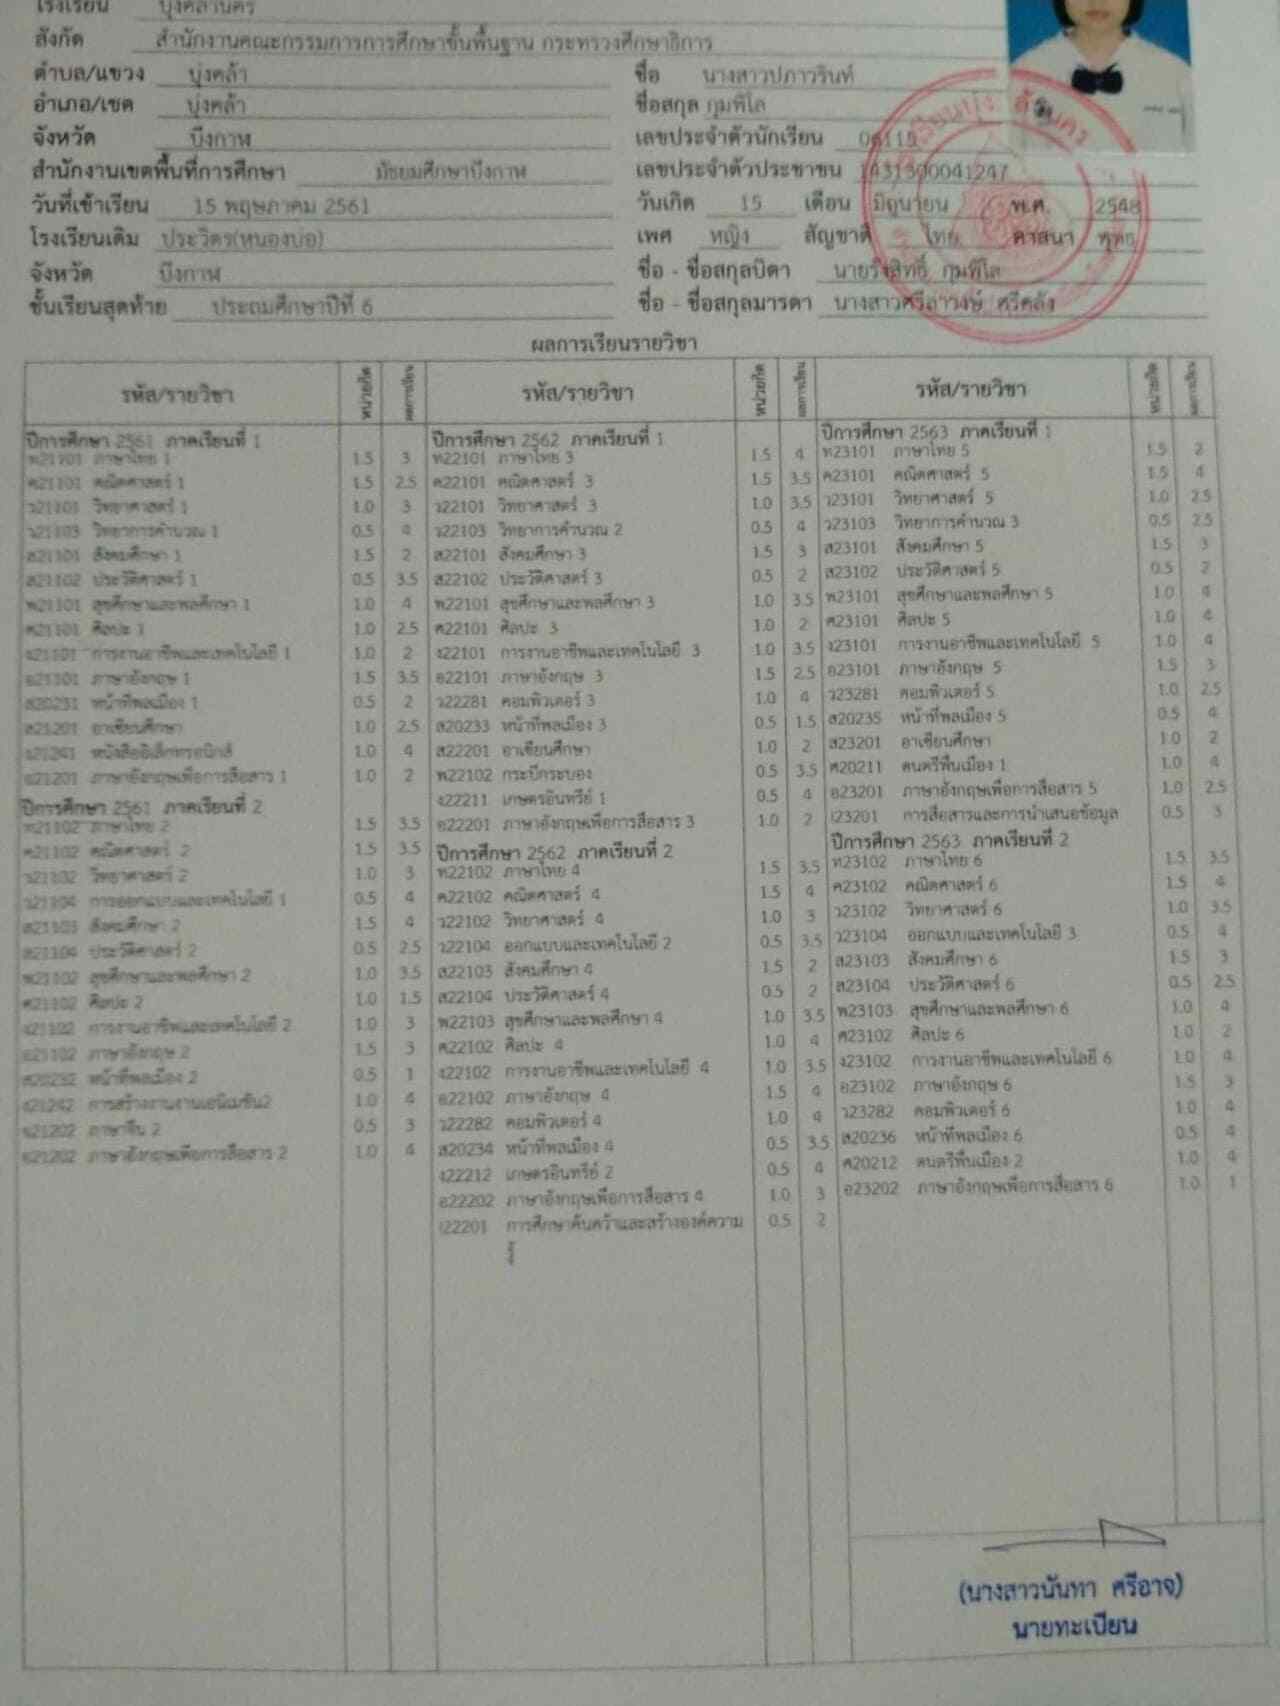 โรงเรียน บุ่งคล้านคร
สังกัด สำนักงานคณะกรรมการการศึกษาขั้นพื้นฐาน กระทรวงศึกษาธิการ
ตำบล/แขวง บุ่งคล้า
อำเภอ/เขต บุ่งคล้า
จังหวัด บึงกาฬ
สำนักงานเขตพื้นที่การศึกษา มัธยมศึกษาบึงกาฬ
วันที่เข้าเรียน 15 พฤษภาคม 2561
โรงเรียนเดิม ประวิตร(หนองบ่อ)
จังหวัด บึงกาฬ
ชั้นเรียนสุดท้าย ประถมศึกษาปีที่ 6
ชื่อ นางสาวปภาวรินท์
ชื่อสกุล กุมทิโล
เลขประจำตัวนักเรียน 06115
เลขประจำตัวประชาชน 1431300041247
วันเกิด 15 เดือน มิถุนายน พ.ศ. 2548
เพศ หญิง สัญชาติ ไทย ศาสนา พุทธ
ชื่อ - ชื่อสกุลบิดา นายรังสิทธิ์ กุมทิโล
ชื่อ - ชื่อสกุลมารดา นางสาวศรีลาวงษ์ ศรีคลัง
ผลการเรียนรายวิชา
รหัส/รายวิชา หน่วยกิต ผลการเรียน
ปีการศึกษา 2561 ภาคเรียนที่ 1
ท21101 ภาษาไทย 1 1.5 3
ค21101 คณิตศาสตร์ 1 1.5 2.5
ว21101 วิทยาศาสตร์ 1 1.0 3
ว21103 วิทยาการคำนวณ 1 0.5 4
ส21101 สังคมศึกษา 1 1.5 2
ส21102 ประวัติศาสตร์ 1 0.5 3.5
พ21101 สุขศึกษาและพลศึกษา 1 1.0 4
ศ21101 ศิลปะ 1 1.0 2.5
ง21101 การงานอาชีพและเทคโนโลยี 1 1.0 2
อ21101 ภาษาอังกฤษ 1 1.5 3.5
ส20231 หน้าที่พลเมือง 1 0.5 2
ส21201 อาเซียนศึกษา 1.0 2.5
ง21241 หนังสืออิเล็กทรอนิกส์ 1.0 4
อ21201 ภาษาอังกฤษเพื่อการสื่อสาร 1 1.0 2
ปีการศึกษา 2561 ภาคเรียนที่ 2
ท21102 ภาษาไทย 2 1.5 3.5
ค21102 คณิตศาสตร์ 2 1.5 3.5
ว21102 วิทยาศาสตร์ 2 1.0 3
ว21104 การออกแบบและเทคโนโลยี 1 0.5 4
ส21103 สังคมศึกษา 2 1.5 4
ส21104 ประวัติศาสตร์ 2 0.5 2.5
พ21102 สุขศึกษาและพลศึกษา 2 1.0 3.5
ศ21102 ศิลปะ 2 1.0 1.5
ง21102 การงานอาชีพและเทคโนโลยี 2 1.0 3
อ21102 ภาษาอังกฤษ 2 1.5 3
ส20232 หน้าที่พลเมือง 2 0.5 1
ง21242 การสร้างงานงานเอนิเมชัน2 1.0 4
จ21202 ภาษาจีน 2 0.5 3
อ21202 ภาษาอังกฤษเพื่อการสื่อสาร 2 1.0 4
รหัส/รายวิชา หน่วยกิต ผลการเรียน
ปีการศึกษา 2562 ภาคเรียนที่ 1
ท22101 ภาษาไทย 3 1.5 4
ค22101 คณิตศาสตร์ 3 1.5 3.5
ว22101 วิทยาศาสตร์ 3 1.0 3.5
ว22103 วิทยาการคำนวณ 2 0.5 4
ส22101 สังคมศึกษา 3 1.5 3
ส22102 ประวัติศาสตร์ 3 0.5 2
พ22101 สุขศึกษาและพลศึกษา 3 1.0 3.5
ศ22101 ศิลปะ 3 1.0 2
ง22101 การงานอาชีพและเทคโนโลยี 3 1.0 3.5
อ22101 ภาษาอังกฤษ 3 1.5 2.5
ว22281 คอมพิวเตอร์ 3 1.0 4
ส20233 หน้าที่พลเมือง 3 0.5 1.5
ส22201 อาเซียนศึกษา 1.0 2
พ22102 กระบี่กระบอง 0.5 3.5
ง22211 เกษตรอินทรีย์ 1 0.5 4
อ22201 ภาษาอังกฤษเพื่อการสื่อสาร 3 1.0 2
ปีการศึกษา 2562 ภาคเรียนที่ 2
ท22102 ภาษาไทย 4 1.5 3.5
ค22102 คณิตศาสตร์ 4 1.5 4
ว22102 วิทยาศาสตร์ 4 1.0 3
ว22104 ออกแบบและเทคโนโลยี 2 0.5 3.5
ส22103 สังคมศึกษา 4 1.5 2
ส22104 ประวัติศาสตร์ 4 0.5 2
พ22103 สุขศึกษาและพลศึกษา 4 1.0 3.5
ศ22102 ศิลปะ 4 1.0 4
ง22102 การงานอาชีพและเทคโนโลยี 4 1.0 3.5
อ22102 ภาษาอังกฤษ 4 1.5 4
ว22282 คอมพิวเตอร์ 4 1.0 4
ส20234 หน้าที่พลเมือง 4 0.5 3.5
ง22212 เกษตรอินทรีย์ 2 0.5 4
อ22202 ภาษาอังกฤษเพื่อการสื่อสาร 4 1.0 3
I22201 การศึกษาค้นคว้าและสร้างองค์ความ 0.5 2
รู้
รหัส/รายวิชา หน่วยกิต ผลการเรียน
ปีการศึกษา 2563 ภาคเรียนที่ 1
ท23101 ภาษาไทย 5 1.5 2
ค23101 คณิตศาสตร์ 5 1.5 4
ว23101 วิทยาศาสตร์ 5 1.0 2.5
ว23103 วิทยาการคำนวณ 3 0.5 2.5
ส23101 สังคมศึกษา 5 1.5 3
ส23102 ประวัติศาสตร์ 5 0.5 2
พ23101 สุขศึกษาและพลศึกษา 5 1.0 4
ศ23101 ศิลปะ 5 1.0 4
ง23101 การงานอาชีพและเทคโนโลยี 5 1.0 4
อ23101 ภาษาอังกฤษ 5 1.5 3
ว23281 คอมพิวเตอร์ 5 1.0 2.5
ส20235 หน้าที่พลเมือง 5 0.5 4
ส23201 อาเซียนศึกษา 1.0 2
ศ20211 ดนตรีพื้นเมือง 1 1.0 4
อ23201 ภาษาอังกฤษเพื่อการสื่อสาร 5 1.0 2.5
I23201 การสื่อสารและการนำเสนอข้อมูล 0.5 3
ปีการศึกษา 2563 ภาคเรียนที่ 2
ท23102 ภาษาไทย 6 1.5 3.5
ค23102 คณิตศาสตร์ 6 1.5 4
ว23102 วิทยาศาสตร์ 6 1.0 3.5
ว23104 ออกแบบและเทคโนโลยี 3 0.5 4
ส23103 สังคมศึกษา 6 1.5 3
ส23104 ประวัติศาสตร์ 6 0.5 2.5
พ23103 สุขศึกษาและพลศึกษา 6 1.0 4
ศ23102 ศิลปะ 6 1.0 2
ง23102 การงานอาชีพและเทคโนโลยี 6 1.0 4
อ23102 ภาษาอังกฤษ 6 1.5 3
ว23282 คอมพิวเตอร์ 6 1.0 4
ส20236 หน้าที่พลเมือง 6 0.5 4
ศ20212 ดนตรีพื้นเมือง 2 1.0 4
อ23202 ภาษาอังกฤษเพื่อการสื่อสาร 6 1.0 1
(นางสาวนันทา ศรีอาจ)
นายทะเบียน